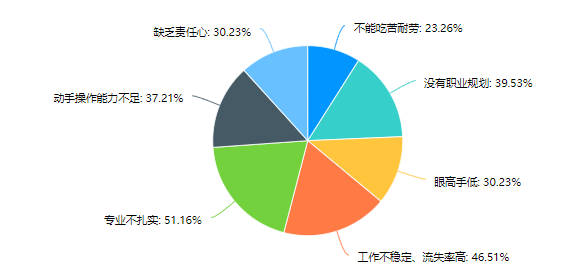 缺乏责任心: 30.23%
不能吃苦耐劳: 23.26%
没有职业规划: 39.53%
动手操作能力不足: 37.21%
眼高手低: 30.23%
专业不扎实: 51.16%
工作不稳定、流失率高: 46.51%